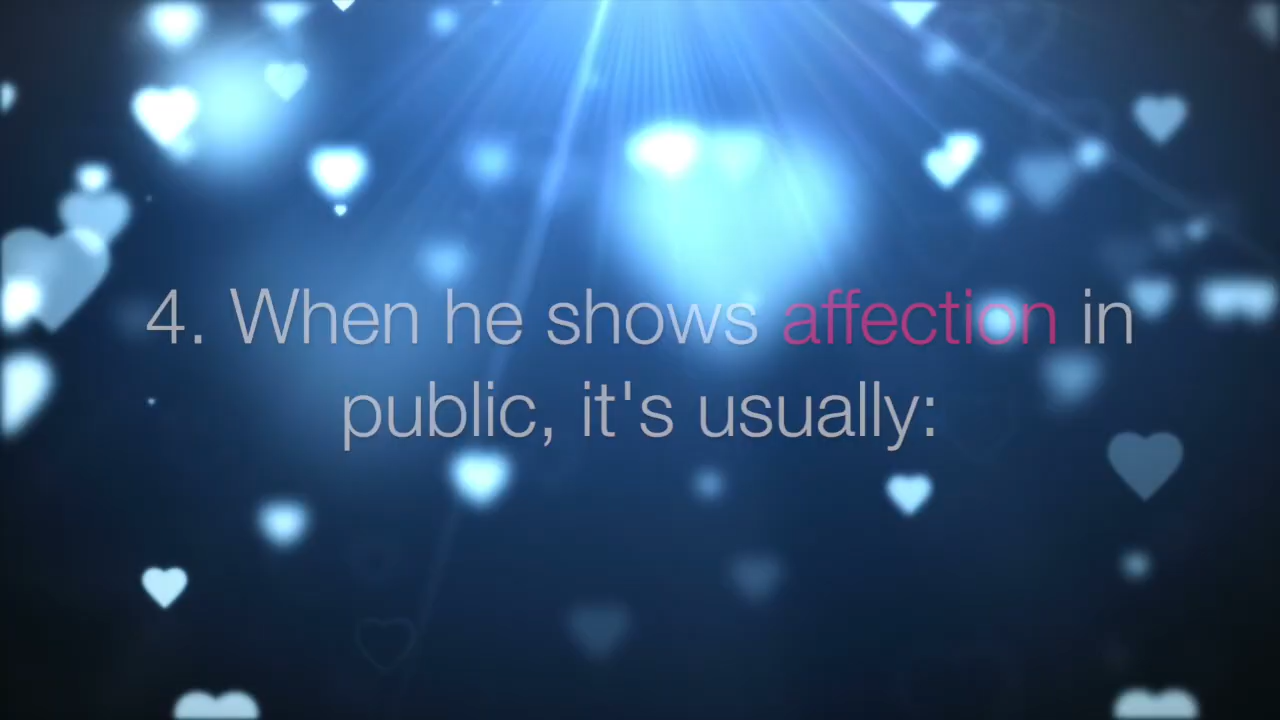 4. When he shows affection in
public, it's usually: